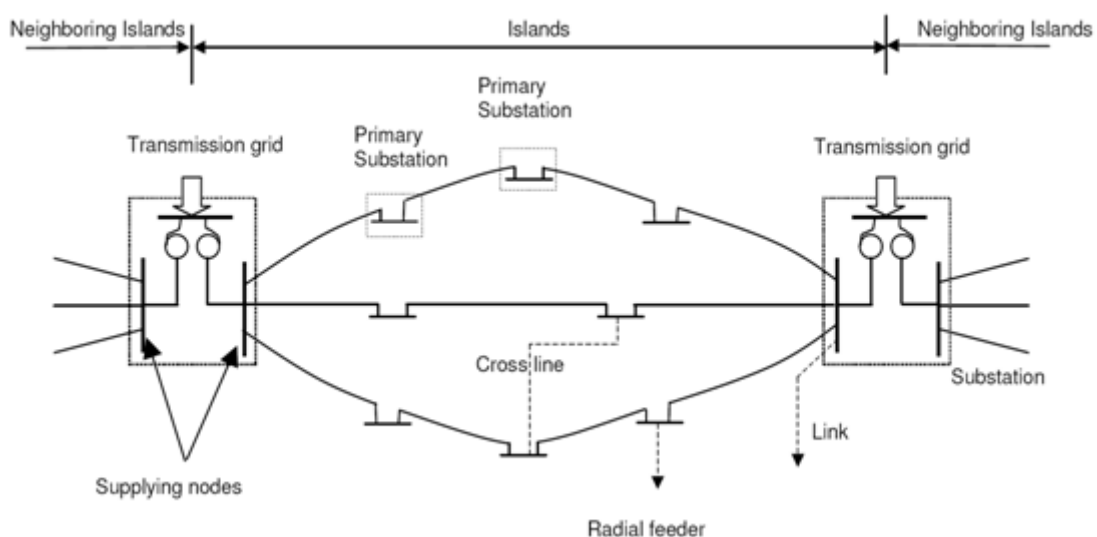 Neighboring Islands
Islands
Neighboring Islands
Primary
Substation
Primary
Substation
Transmission grid
Transmission grid
Cross line
Substation
Link
Supplying nodes
Radial feeder